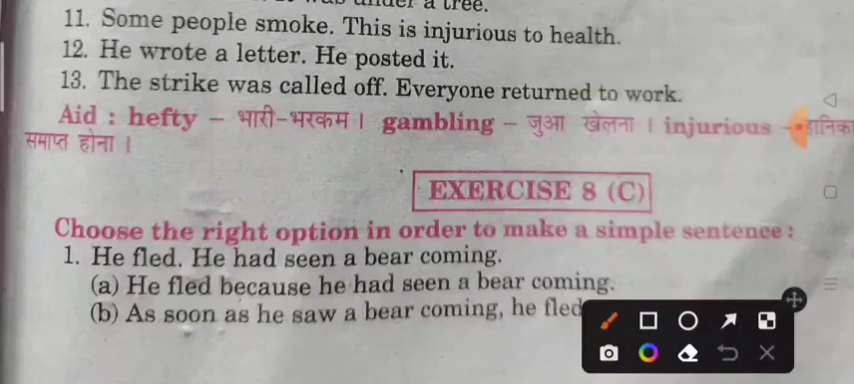 a tree.
11. Some people smoke. This is injurious to health.
12. He wrote a letter. He posted it.
13. The strike was called off. Everyone returned to work.
Aid : hefty – भारी-भरकम । gambling – जुआ खेलना । injurious –
समाप्त होना ।
EXERCISE 8 (C)
Choose the right option in order to make a simple sentence :
1. He fled. He had seen a bear coming.
(a) He fled because he had seen a bear coming.
(b) As soon as he saw a bear coming, he fled